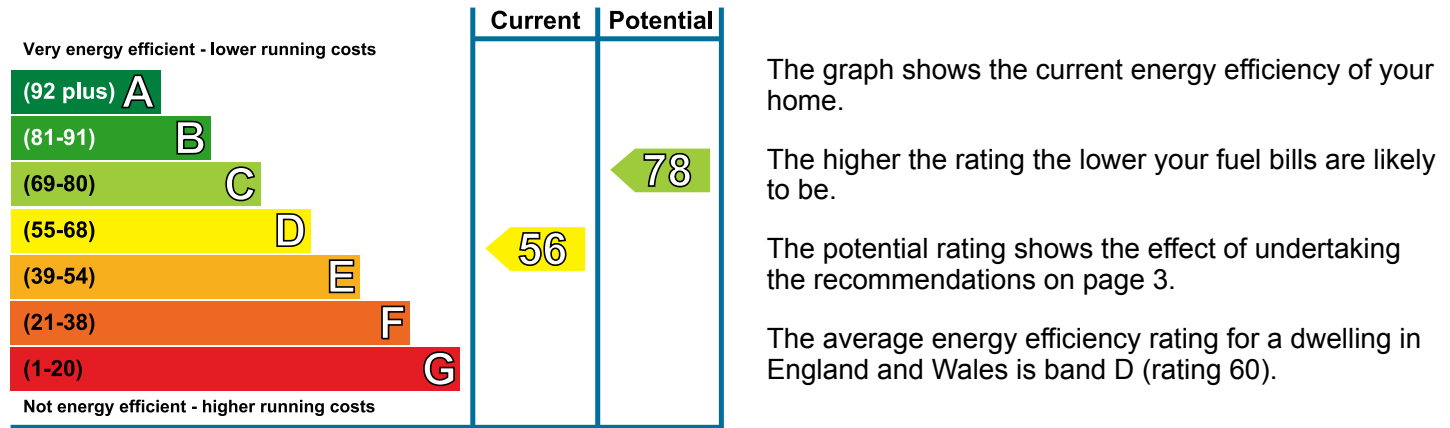 Current Potential
Very energy efficient - lower running costs
(92 plus) A
(81-91) B
(69-80) C
78
(55-68) D
56
(39-54) E
(21-38) F
(1-20) G
Not energy efficient - higher running costs
The graph shows the current energy efficiency of your
home.
The higher the rating the lower your fuel bills are likely
to be.
The potential rating shows the effect of undertaking
the recommendations on page 3.
The average energy efficiency rating for a dwelling in
England and Wales is band D (rating 60).